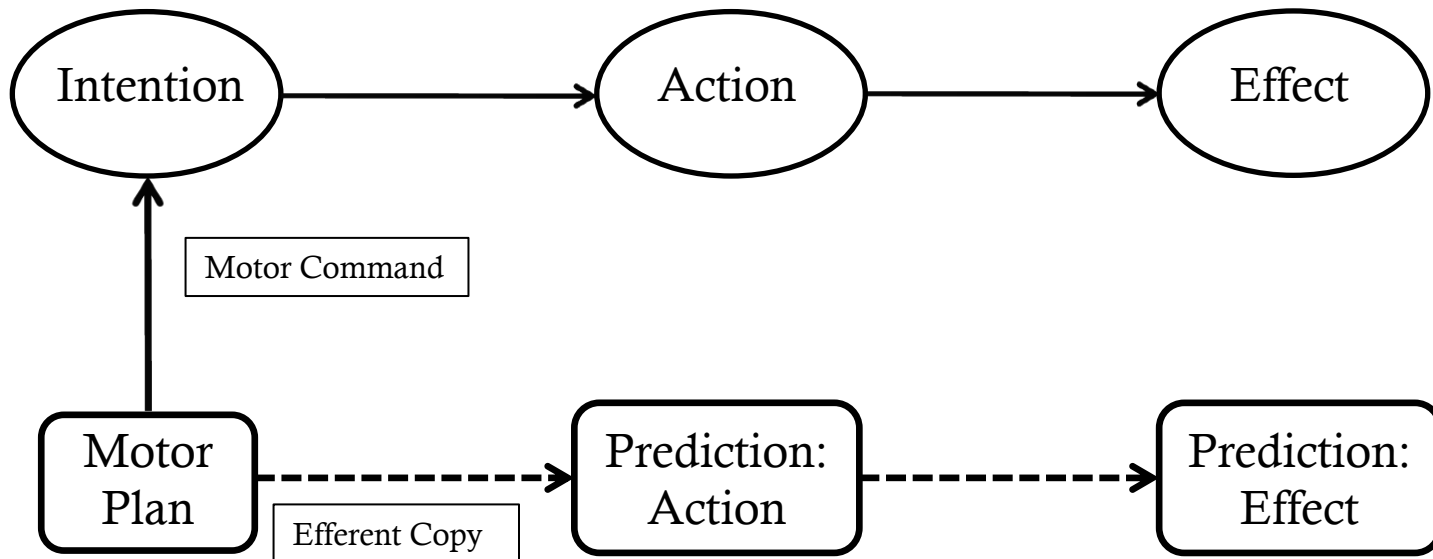 Intention
Action
Effect
Motor Command
Motor
Plan
Efferent Copy
Prediction:
Action
Prediction:
Effect